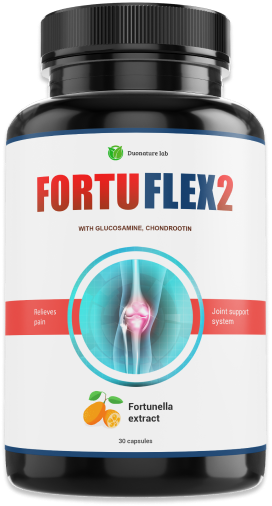 Duonature lab
FORTUFLEX2
WITH GLUCOSAMINE, CHONDROOTIN
Relieves
pain
Joint support
system
Fortunella
extract
30 capsules